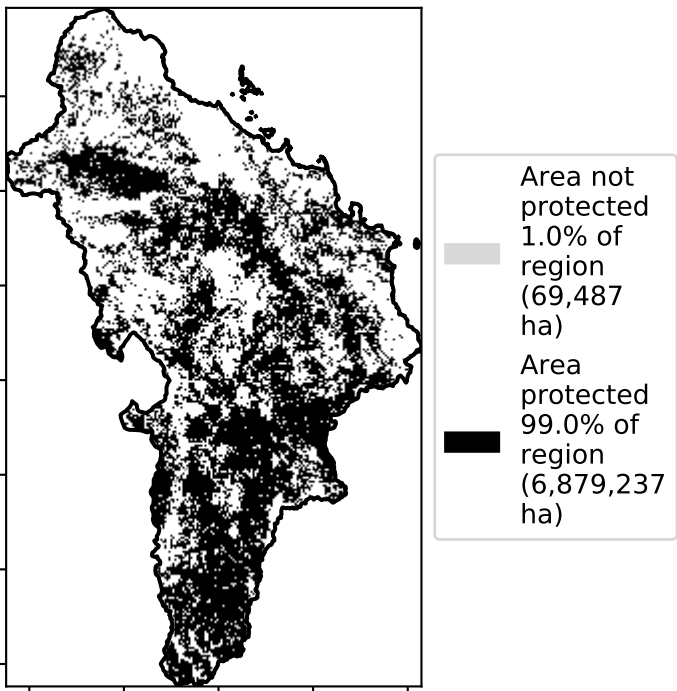 Area not
protected
1.0% of
region
(69,487
ha)
Area
protected
99.0% of
region
(6,879,237
ha)